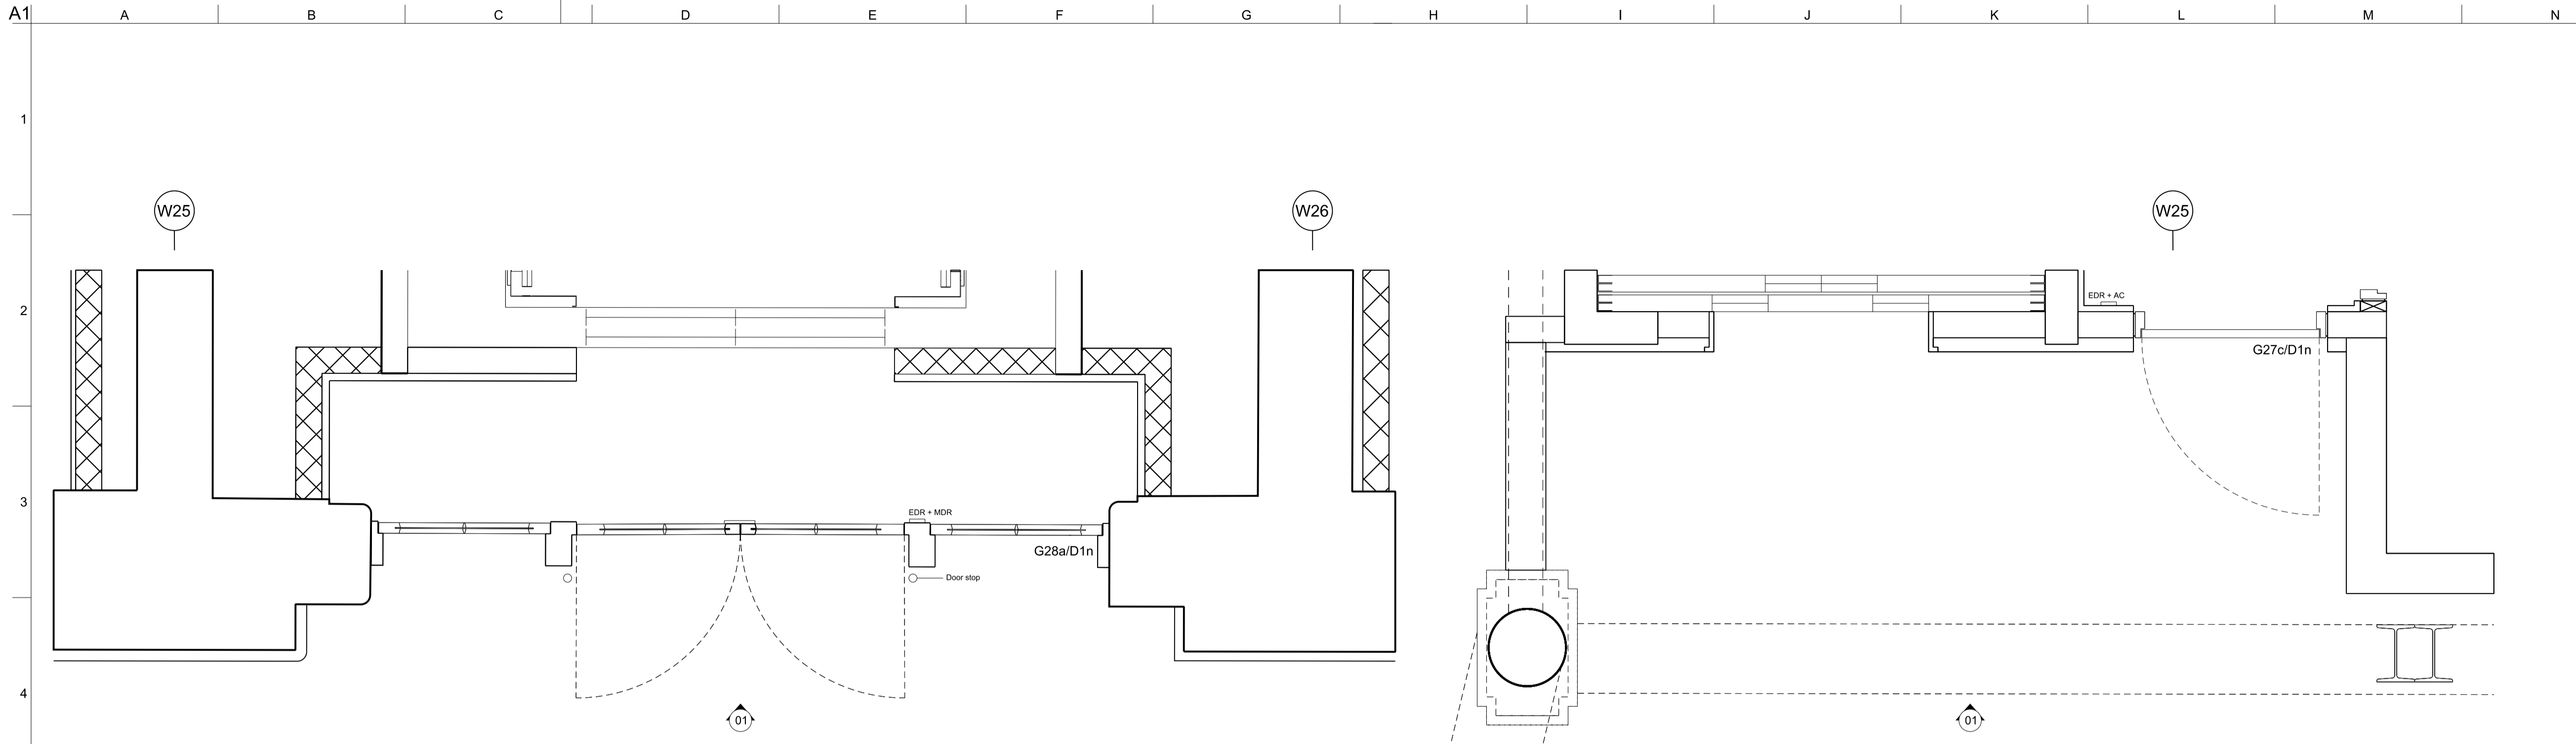 A1
A B C D E F G H I J K L M N
1
W25 W26 W25
2
EDR + AC
G27c/D1n
3
EDR + MDR
G28a/D1n
Door stop
4
01 01